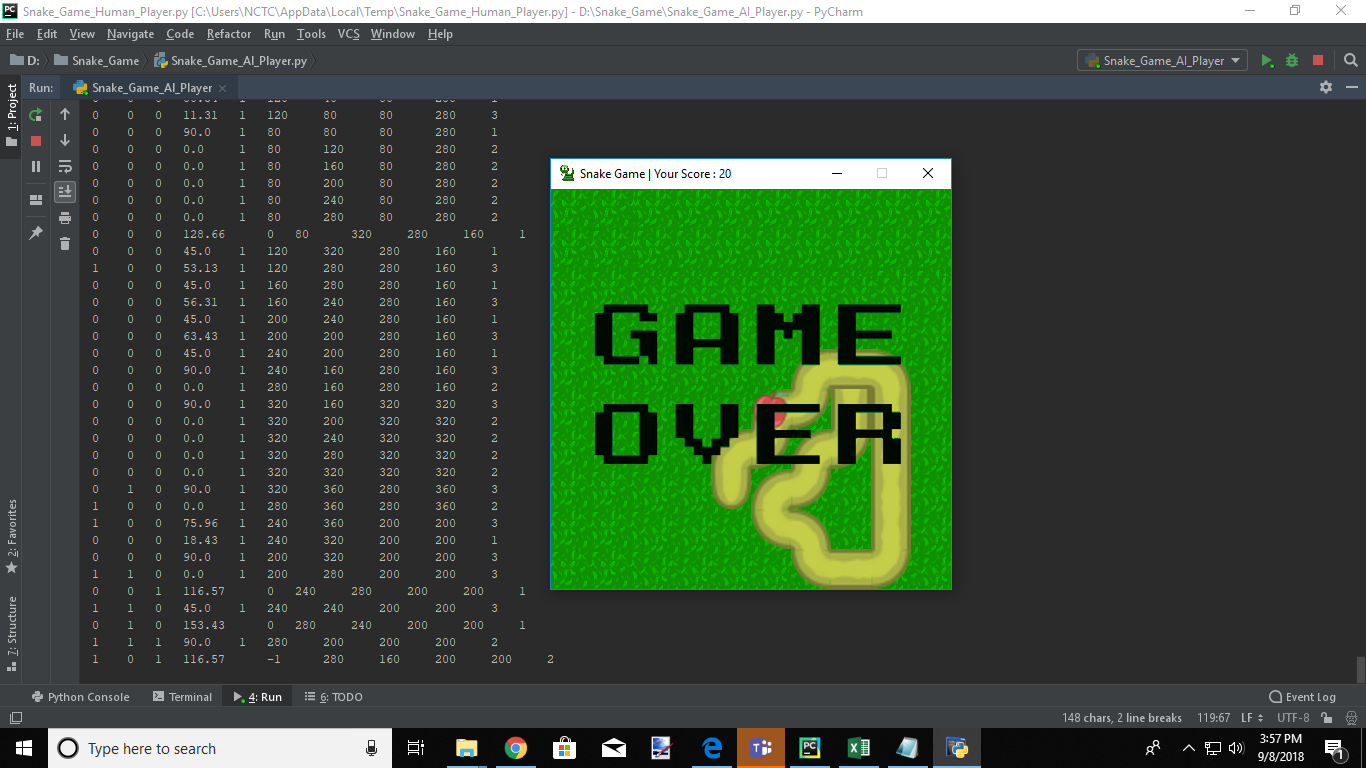 Snake_Game_Human_Player.py [C:\Users\NCTC\AppData\Local\Temp\Snake_Game_Human_Player.py] - D:\Snake_Game\Snake_Game_AI_Player.py - PyCharm
File Edit View Navigate Code Refactor Run Tools VCS Window Help
D: Snake_Game Snake_Game_AI_Player.py Snake_Game_AI_Player
Run: Snake_Game_AI_Player
1: Project
0 0 0 11.31 1 120 80 80 280 3
0 0 0 90.0 1 80 80 80 280 1
0 0 0 0.0 1 80 120 80 280 2
0 0 0 0.0 1 80 160 80 280 2
0 0 0 0.0 1 80 200 80 280 2
0 0 0 0.0 1 80 240 80 280 2
0 0 0 0.0 1 80 280 80 280 2
0 0 0 128.66 0 80 320 280 160 1
0 0 0 45.0 1 120 320 280 160 1
1 0 0 53.13 1 120 280 280 160 3
0 0 0 45.0 1 160 280 280 160 1
0 0 0 56.31 1 160 240 280 160 3
0 0 0 45.0 1 200 240 280 160 1
0 0 0 63.43 1 200 200 280 160 3
0 0 0 45.0 1 240 200 280 160 1
0 0 0 90.0 1 240 160 280 160 3
0 0 0 0.0 1 280 160 280 160 2
0 0 0 90.0 1 320 160 320 320 3
0 0 0 0.0 1 320 200 320 320 2
0 0 0 0.0 1 320 240 320 320 2
0 0 0 0.0 1 320 280 320 320 2
0 0 0 0.0 1 320 320 320 320 2
0 1 0 90.0 1 320 360 280 360 3
1 0 0 0.0 1 280 360 280 360 2
1 0 0 75.96 1 240 360 200 200 3
0 0 0 18.43 1 240 320 200 200 1
0 0 0 90.0 1 200 320 200 200 3
1 1 0 0.0 1 200 280 200 200 3
0 0 1 116.57 0 240 280 200 200 1
1 1 0 45.0 1 240 240 200 200 3
0 1 0 153.43 0 280 240 200 200 1
1 1 1 90.0 1 280 200 200 200 2
1 0 1 116.57 -1 280 160 200 200 2
Snake Game | Your Score : 20
GAME
OVER
2: Favorites
7: Structure
Python Console Terminal 4: Run 6: TODO Event Log
148 chars, 2 line breaks 119:67 LF UTF-8
Type here to search
3:57 PM
9/8/2018
1